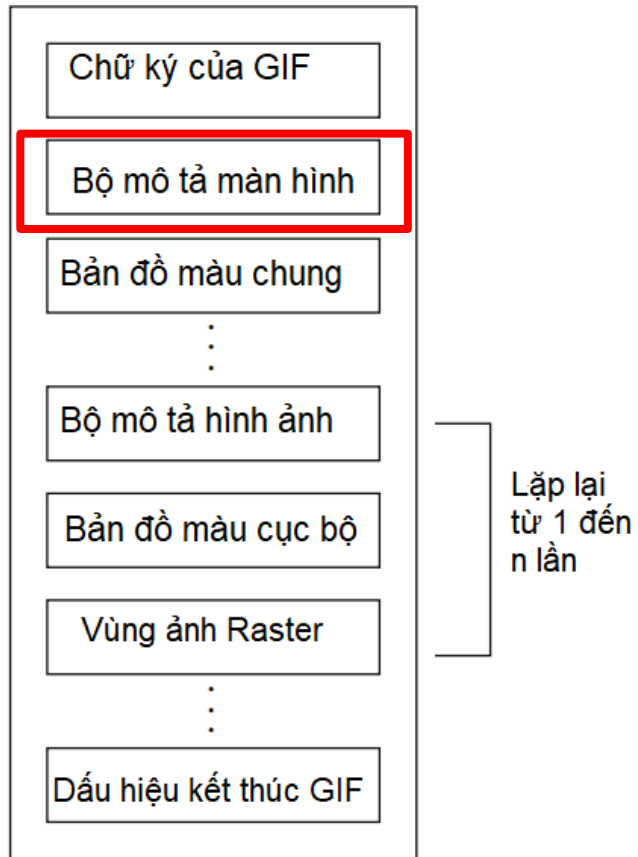 Chữ ký của GIF
Bộ mô tả màn hình
Bản đồ màu chung
Bộ mô tả hình ảnh
Bản đồ màu cục bộ
Vùng ảnh Raster
Dấu hiệu kết thúc GIF
Lặp lại
từ 1 đến
n lần